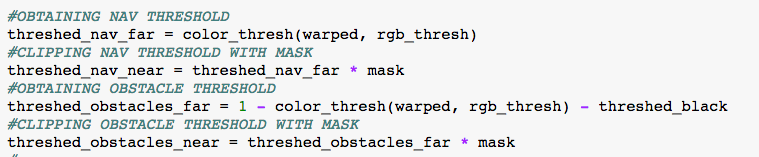 #OBTAINING NAV THRESHOLD
threshed_nav_far = color_thresh(warped, rgb_thresh)
#CLIPPING NAV THRESHOLD WITH MASK
threshed_nav_near = threshed_nav_far * mask
#OBTAINING OBSTACLE THRESHOLD
threshed_obstacles_far = 1 - color_thresh(warped, rgb_thresh) - threshed_black
#CLIPPING OBSTACLE THRESHOLD WITH MASK
threshed_obstacles_near = threshed_obstacles_far * mask